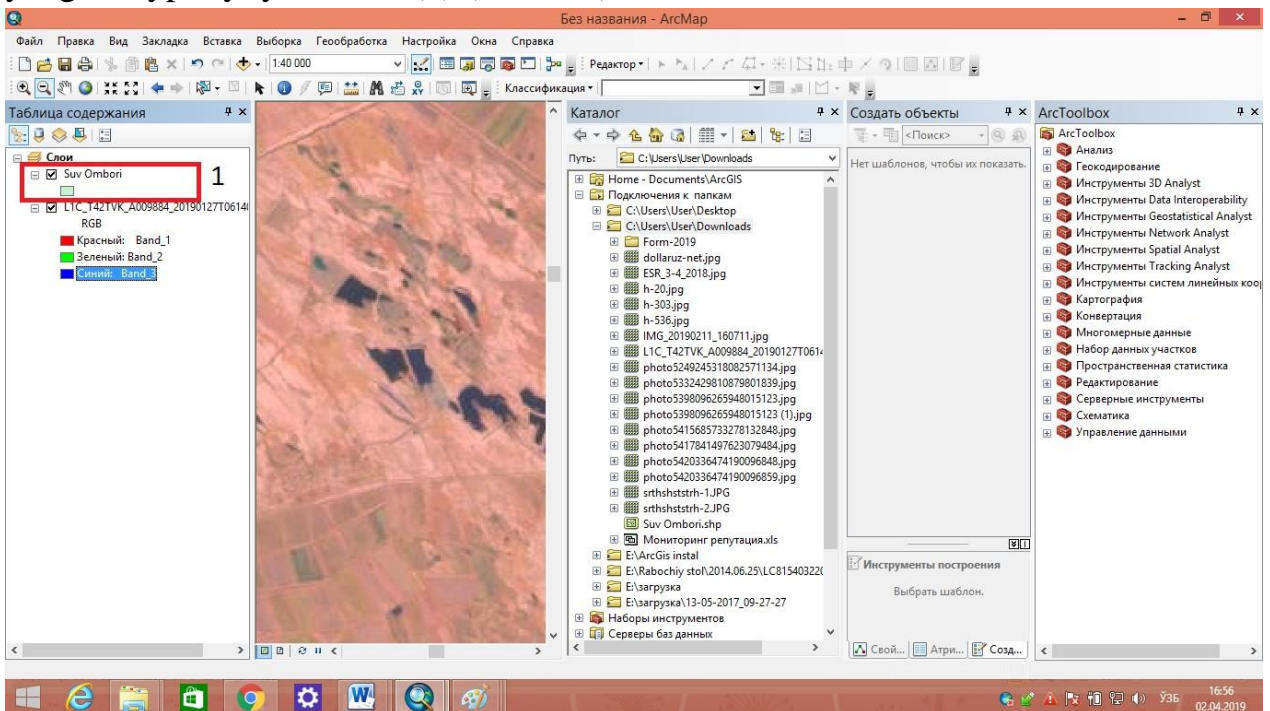 Без названия - ArcMap
Файл Правка Вид Закладка Вставка Выборка Геообработка Настройка Окна Справка
1:40 000
Редактор
Классификация
Таблица содержания
Слои
Suv Ombori
1
L1C_T42TVK_A009884_20190127T0614
RGB
Красный: Band_1
Зеленый: Band_2
Синий: Band_3
Каталог
Путь: C:\Users\User\Downloads
Home - Documents\ArcGIS
Подключения к папкам
C:\Users\User\Desktop
C:\Users\User\Downloads
Form-2019
dollaruz-net.jpg
ESR_3-4_2018.jpg
h-20.jpg
h-303.jpg
h-536.jpg
IMG_20190211_160711.jpg
L1C_T42TVK_A009884_20190127T061
photo5249245318082571134.jpg
photo5332429810879801839.jpg
photo5398096265948015123.jpg
photo5398096265948015123 (1).jpg
photo5415685733278132848.jpg
photo5417841497623079484.jpg
photo5420336474190096848.jpg
photo5420336474190096859.jpg
srthshststrh-1.JPG
srthshststrh-2.JPG
Suv Ombori.shp
Мониторинг репутация.xls
E:\ArcGis instal
E:\Rabochiy stol\2014.06.25\LC81540322
E:\загрузка
E:\загрузка\13-05-2017_09-27-27
Наборы инструментов
Серверы баз данных
Создать объекты
<Поиск>
Нет шаблонов, чтобы их показать.
Инструменты построения
Выбрать шаблон.
Свой... Атри... Созд...
ArcToolbox
ArcToolbox
Анализ
Геокодирование
Инструменты 3D Analyst
Инструменты Data Interoperability
Инструменты Geostatistical Analyst
Инструменты Network Analyst
Инструменты Spatial Analyst
Инструменты Tracking Analyst
Инструменты систем линейных коор
Картография
Конвертация
Многомерные данные
Набор данных участков
Пространственная статистика
Редактирование
Серверные инструменты
Схематика
Управление данными
ЎЗБ
16:56
02.04.2019